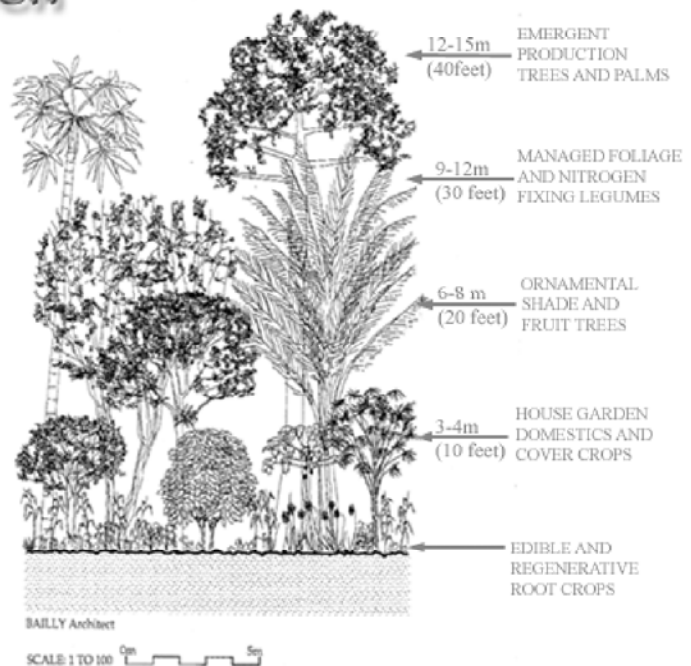 12-15m
(40feet)
EMERGENT
PRODUCTION
TREES AND PALMS
9-12m
(30 feet)
MANAGED FOLIAGE
AND NITROGEN
FIXING LEGUMES
6-8 m
(20 feet)
ORNAMENTAL
SHADE AND
FRUIT TREES
3-4m
(10 feet)
HOUSE GARDEN
DOMESTICS AND
COVER CROPS
EDIBLE AND
REGENERATIVE
ROOT CROPS
BAILLY Architect
SCALE: 1 TO 100
0m
5m